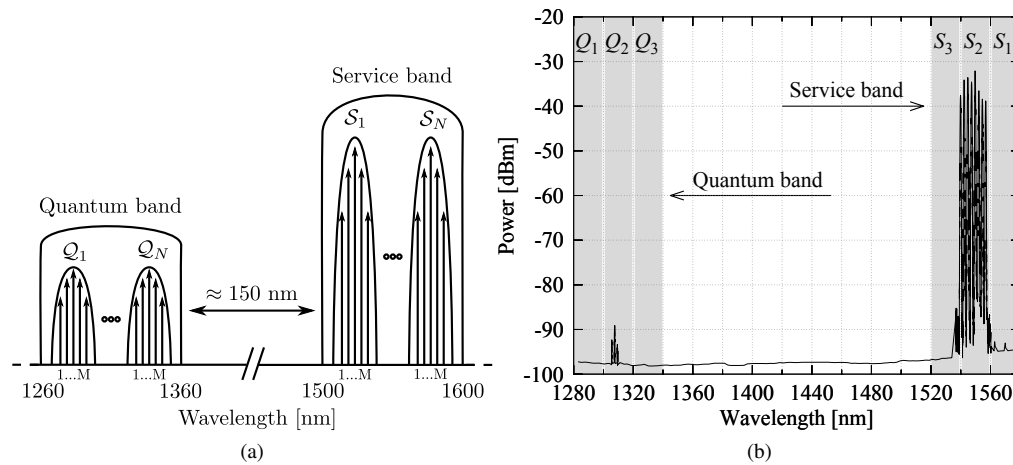 Service band
S₁ S_N
Quantum band
Q₁ Q_N
≈ 150 nm
1...M 1...M 1...M 1...M
1260 1360 1500 1600
Wavelength [nm]
(a)
-20
-30
-40
-50
-60
-70
-80
-90
-100
Power [dBm]
Q₁ Q₂ Q₃ S₃ S₂ S₁
Service band
Quantum band
1280 1320 1360 1400 1440 1480 1520 1560
Wavelength [nm]
(b)